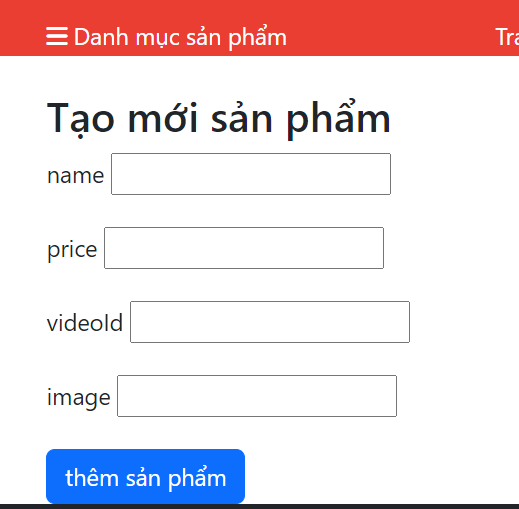 Danh mục sản phẩm
Tạo mới sản phẩm
name
price
videoId
image
thêm sản phẩm